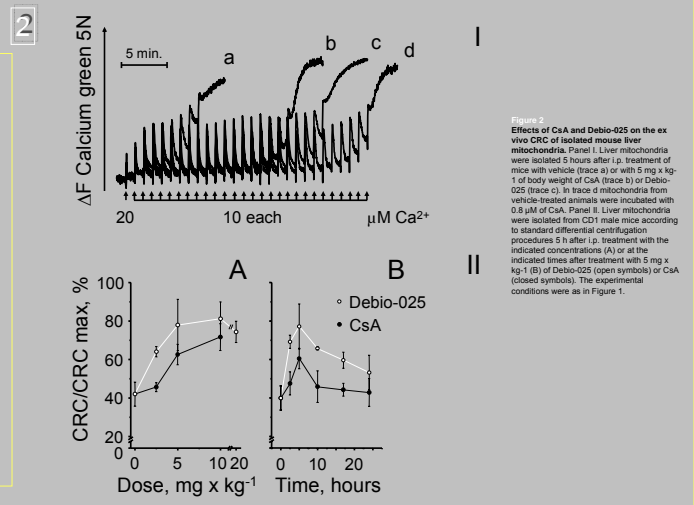 2
I
ΔF Calcium green 5N
5 min.
a
b
c
d
20
10 each
μM Ca²⁺
Figure 2
Effects of CsA and Debio-025 on the ex
vivo CRC of isolated mouse liver
mitochondria. Panel I. Liver mitochondria
were isolated 5 hours after i.p. treatment of
mice with vehicle (trace a) or with 5 mg x kg-
1 of body weight of CsA (trace b) or Debio-
025 (trace c). In trace d mitochondria from
vehicle-treated animals were incubated with
0.8 μM of CsA. Panel II. Liver mitochondria
were isolated from CD1 male mice according
to standard differential centrifugation
procedures 5 h after i.p. treatment with the
indicated concentrations (A) or at the
indicated times after treatment with 5 mg x
kg-1 (B) of Debio-025 (open symbols) or CsA
(closed symbols). The experimental
conditions were as in Figure 1.
II
A
B
CRC/CRC max, %
100
80
60
40
20
0
Debio-025
CsA
0 5 10 20
Dose, mg x kg⁻¹
0 10 20
Time, hours